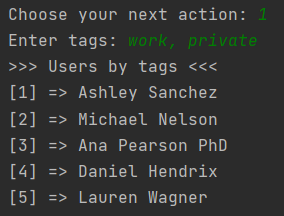 Choose your next action: 1
Enter tags: work, private
>>> Users by tags <<<
[1] => Ashley Sanchez
[2] => Michael Nelson
[3] => Ana Pearson PhD
[4] => Daniel Hendrix
[5] => Lauren Wagner